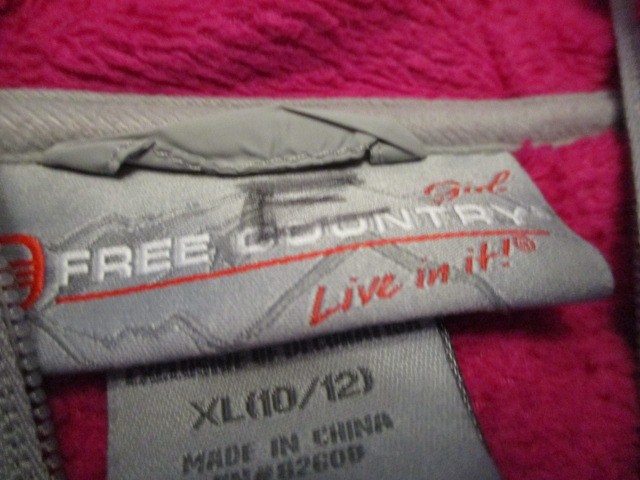 Girl
FREE COUNTRY
Live in it!®
XL(10/12)
MADE IN CHINA